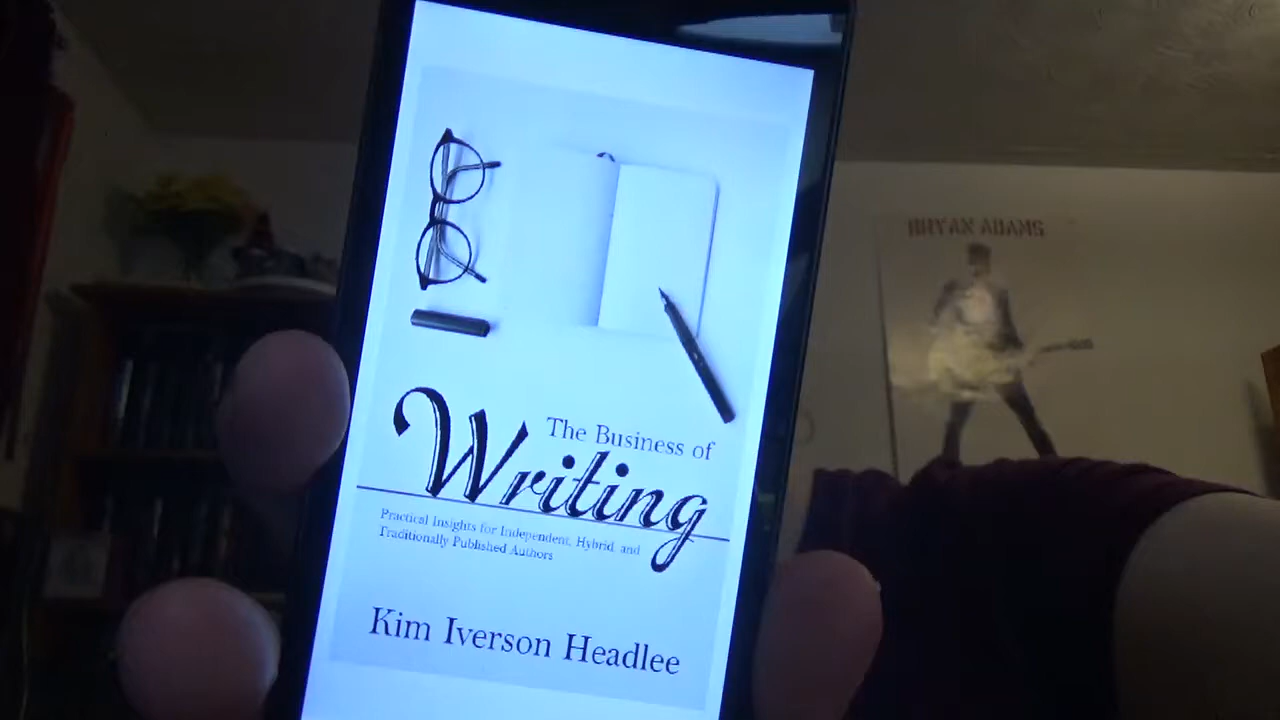 The Business of
Writing
Practical Insights for Independent, Hybrid, and
Traditionally Published Authors
Kim Iverson Headlee
BRYAN ADAMS